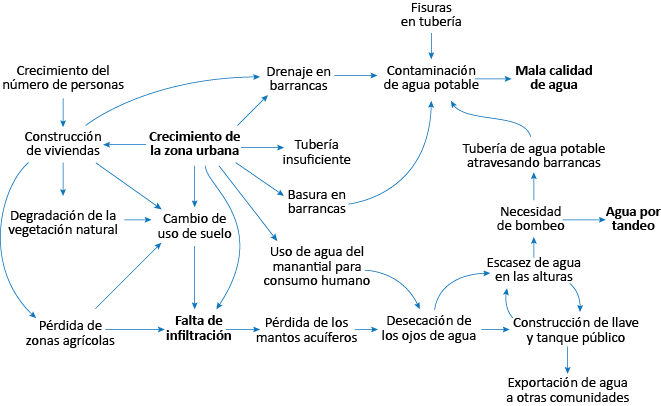 Fisuras
en tubería
Crecimiento del
número de personas
Drenaje en
barrancas
Contaminación
de agua potable
Mala calidad
de agua
Construcción
de viviendas
Crecimiento de
la zona urbana
Tubería
insuficiente
Tubería de agua potable
atravesando barrancas
Basura en
barrancas
Degradación de la
vegetación natural
Cambio de
uso de suelo
Necesidad
de bombeo
Agua por
tandeo
Uso de agua del
manantial para
consumo humano
Escasez de agua
en las alturas
Pérdida de
zonas agrícolas
Falta de
infiltración
Pérdida de los
mantos acuíferos
Desecación de
los ojos de agua
Construcción de llave
y tanque público
Exportación de agua
a otras comunidades